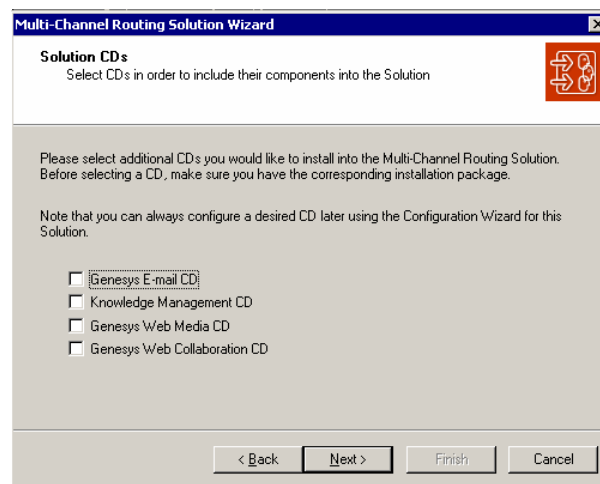 Multi-Channel Routing Solution Wizard
Solution CDs
Select CDs in order to include their components into the Solution
Please select additional CDs you would like to install into the Multi-Channel Routing Solution.
Before selecting a CD, make sure you have the corresponding installation package.
Note that you can always configure a desired CD later using the Configuration Wizard for this
Solution.
Genesys E-mail CD
Knowledge Management CD
Genesys Web Media CD
Genesys Web Collaboration CD
< Back Next > Finish Cancel